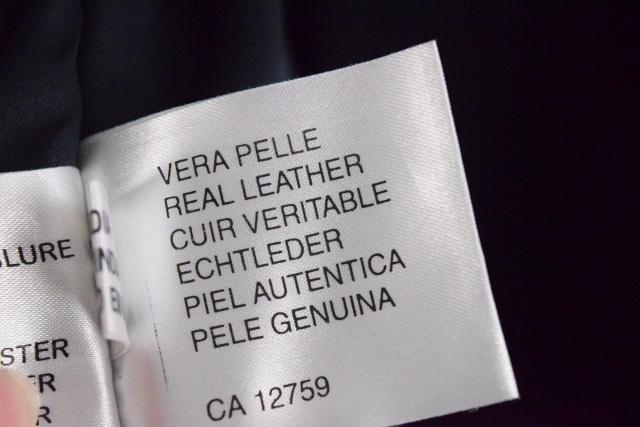 VERA PELLE
REAL LEATHER
CUIR VERITABLE
ECHTLEDER
PIEL AUTENTICA
PELE GENUINA
CA 12759